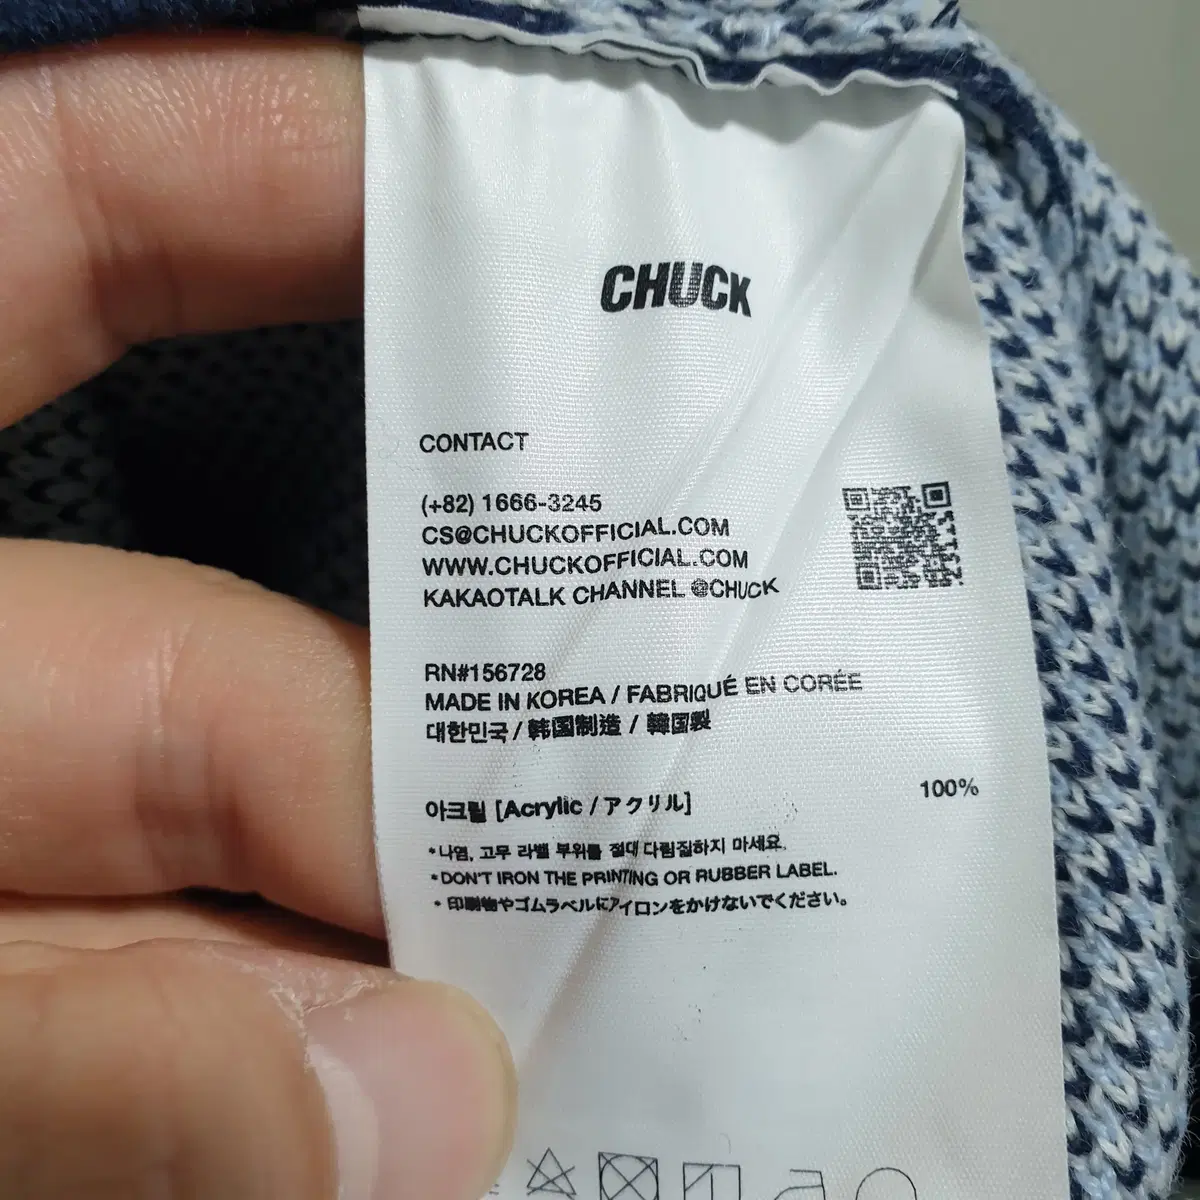 CHUCK
CONTACT
(+82) 1666-3245
CS@CHUCKOFFICIAL.COM
WWW.CHUCKOFFICIAL.COM
KAKAOTALK CHANNEL @CHUCK
RN#156728
MADE IN KOREA / FABRIQUÉ EN CORÉE
대한민국 / 韩国制造 / 韓国製
아크릴 [Acrylic / アクリル] 100%
*나염, 고무 라벨 부위를 절대 다림질하지 마세요.
*DON'T IRON THE PRINTING OR RUBBER LABEL.
* 印刷物やゴムラベルにアイロンをかけないでください。